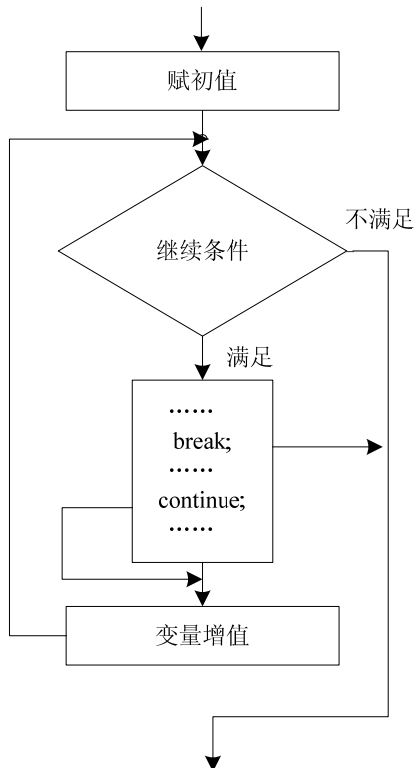 赋初值
不满足
继续条件
满足
……
break;
……
continue;
……
变量增值